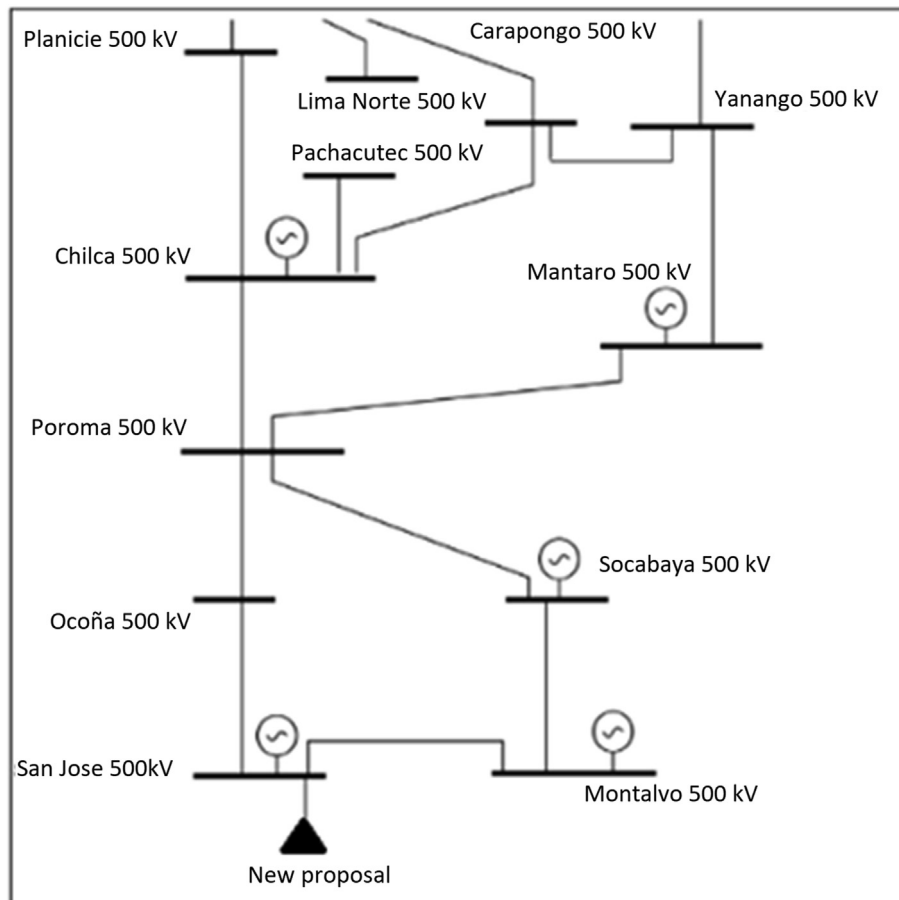 Planicie 500 kV
Carapongo 500 kV
Lima Norte 500 kV
Yanango 500 kV
Pachacutec 500 kV
Chilca 500 kV
Mantaro 500 kV
Poroma 500 kV
Socabaya 500 kV
Ocoña 500 kV
San Jose 500kV
Montalvo 500 kV
New proposal